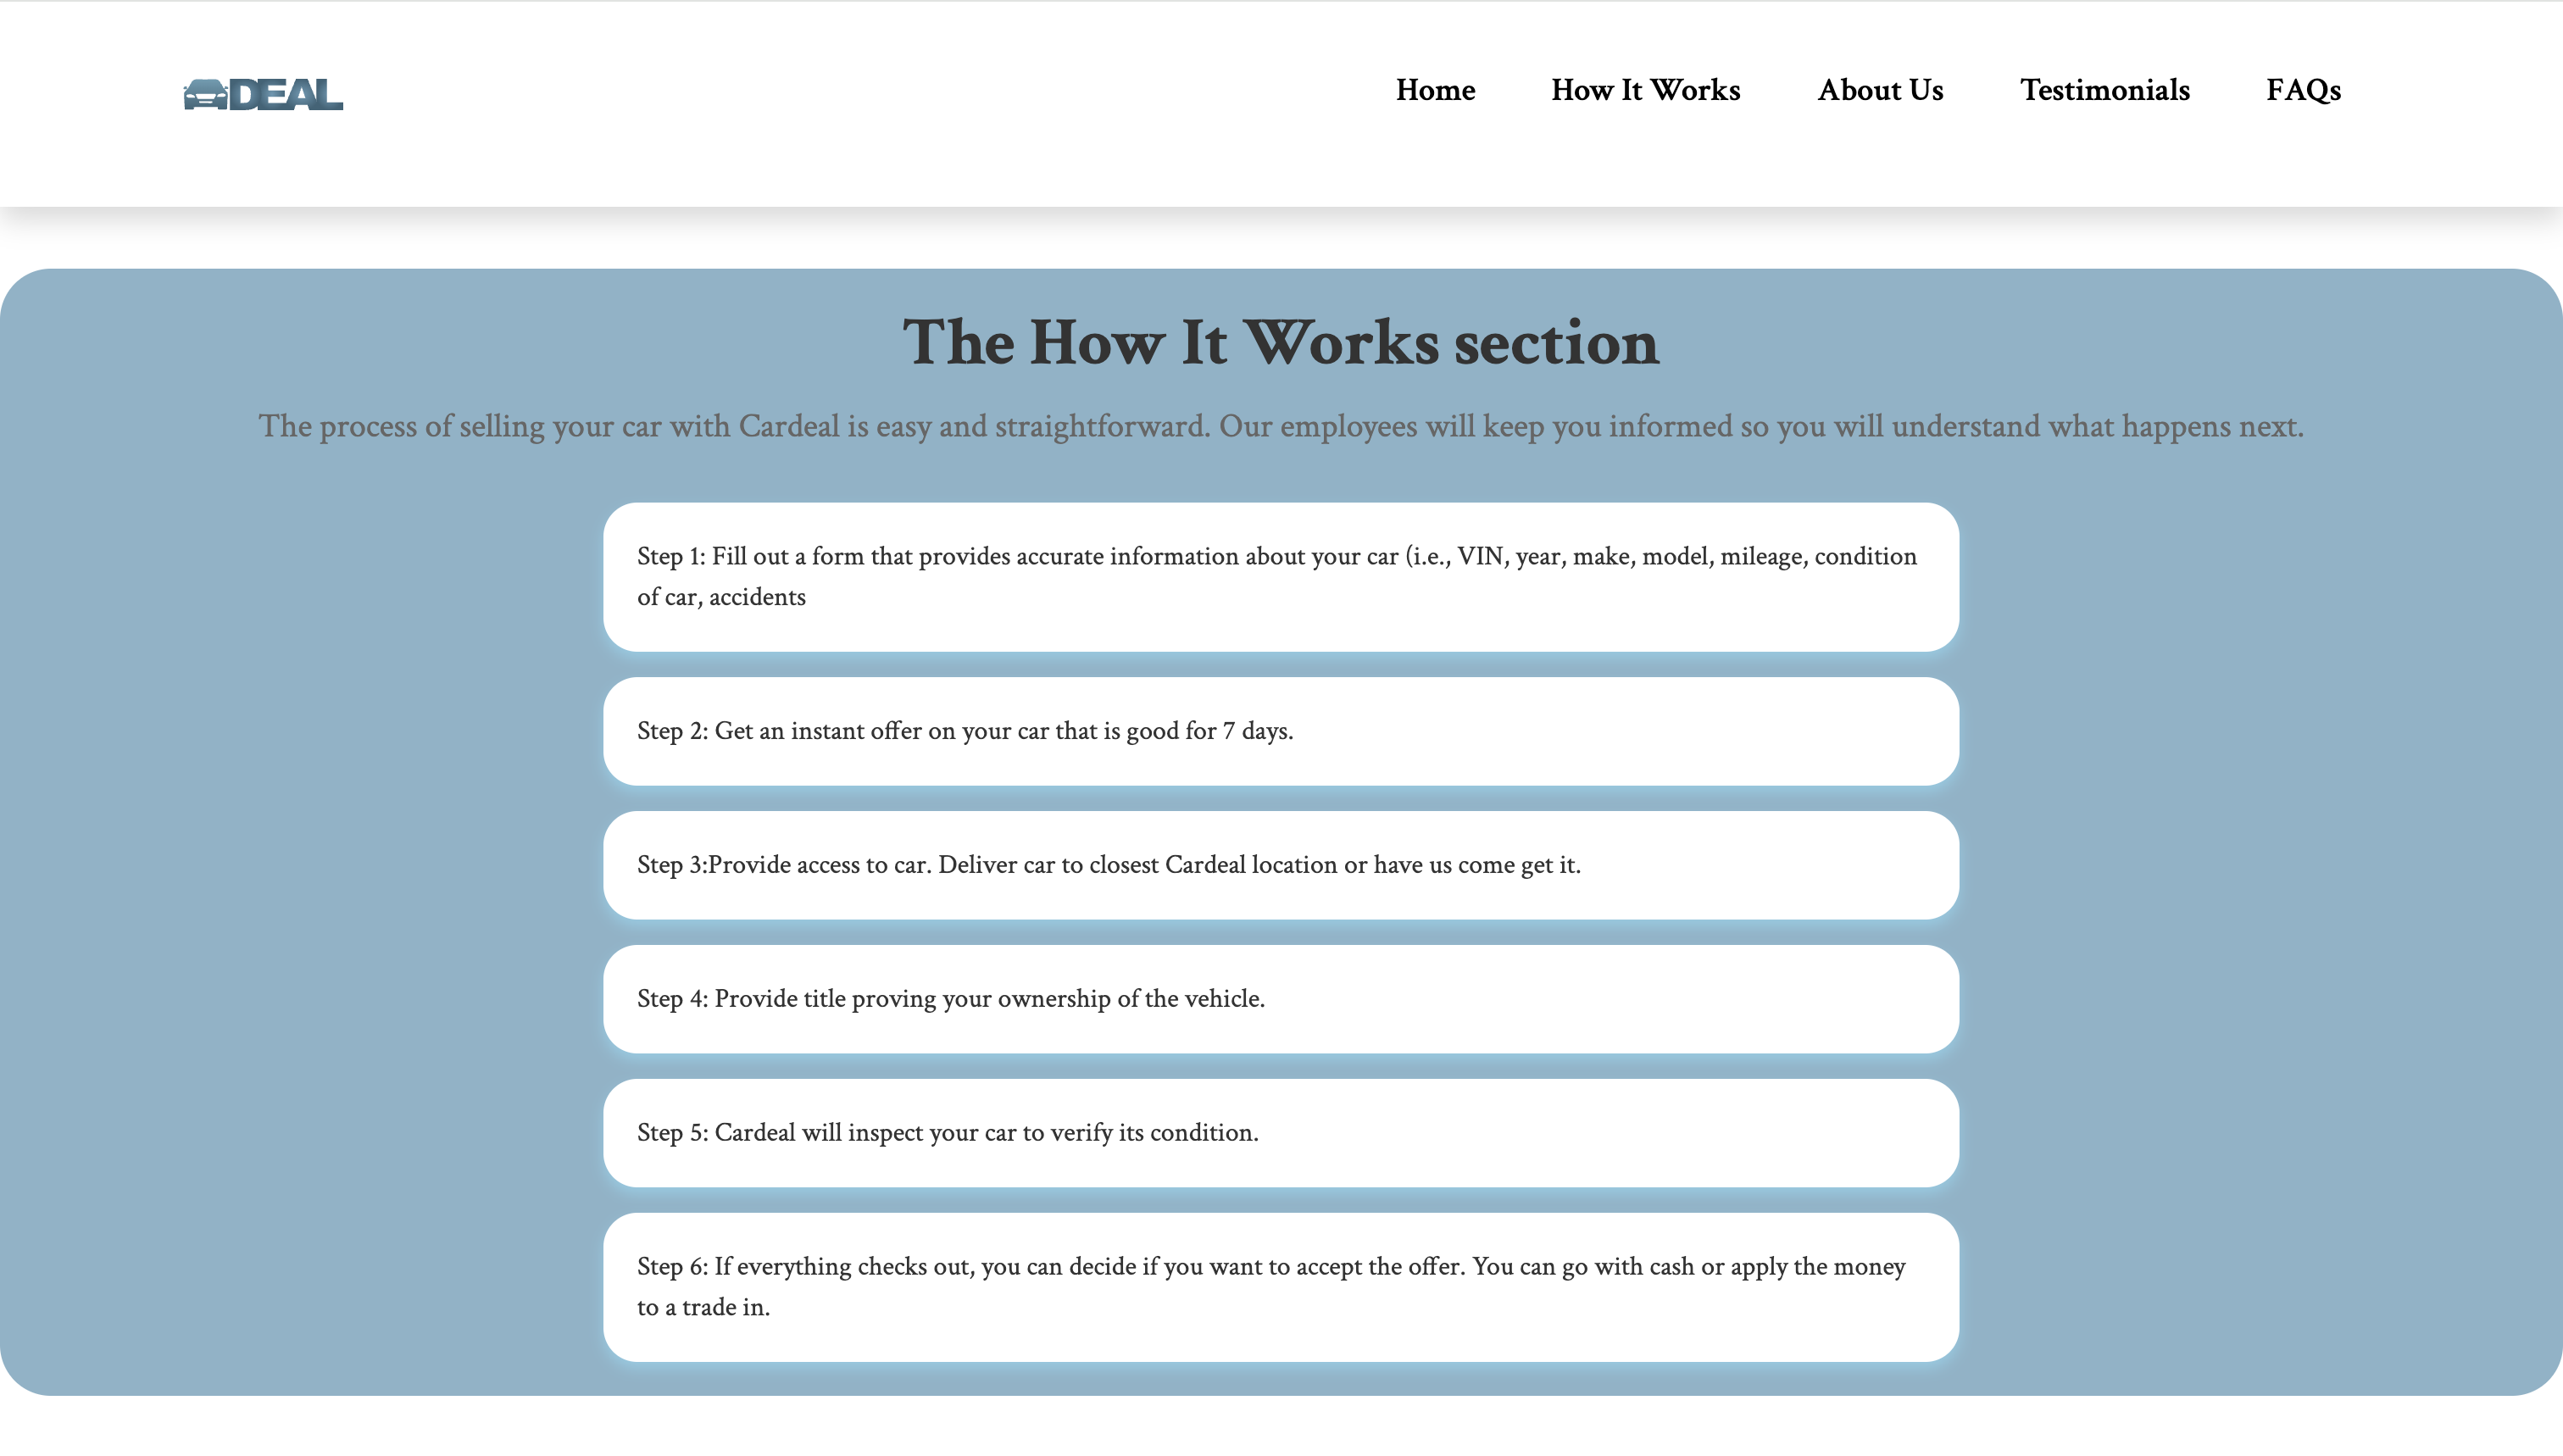 DEAL
Home How It Works About Us Testimonials FAQs
The How It Works section
The process of selling your car with Cardeal is easy and straightforward. Our employees will keep you informed so you will understand what happens next.
Step 1: Fill out a form that provides accurate information about your car (i.e., VIN, year, make, model, mileage, condition
of car, accidents
Step 2: Get an instant offer on your car that is good for 7 days.
Step 3:Provide access to car. Deliver car to closest Cardeal location or have us come get it.
Step 4: Provide title proving your ownership of the vehicle.
Step 5: Cardeal will inspect your car to verify its condition.
Step 6: If everything checks out, you can decide if you want to accept the offer. You can go with cash or apply the money
to a trade in.